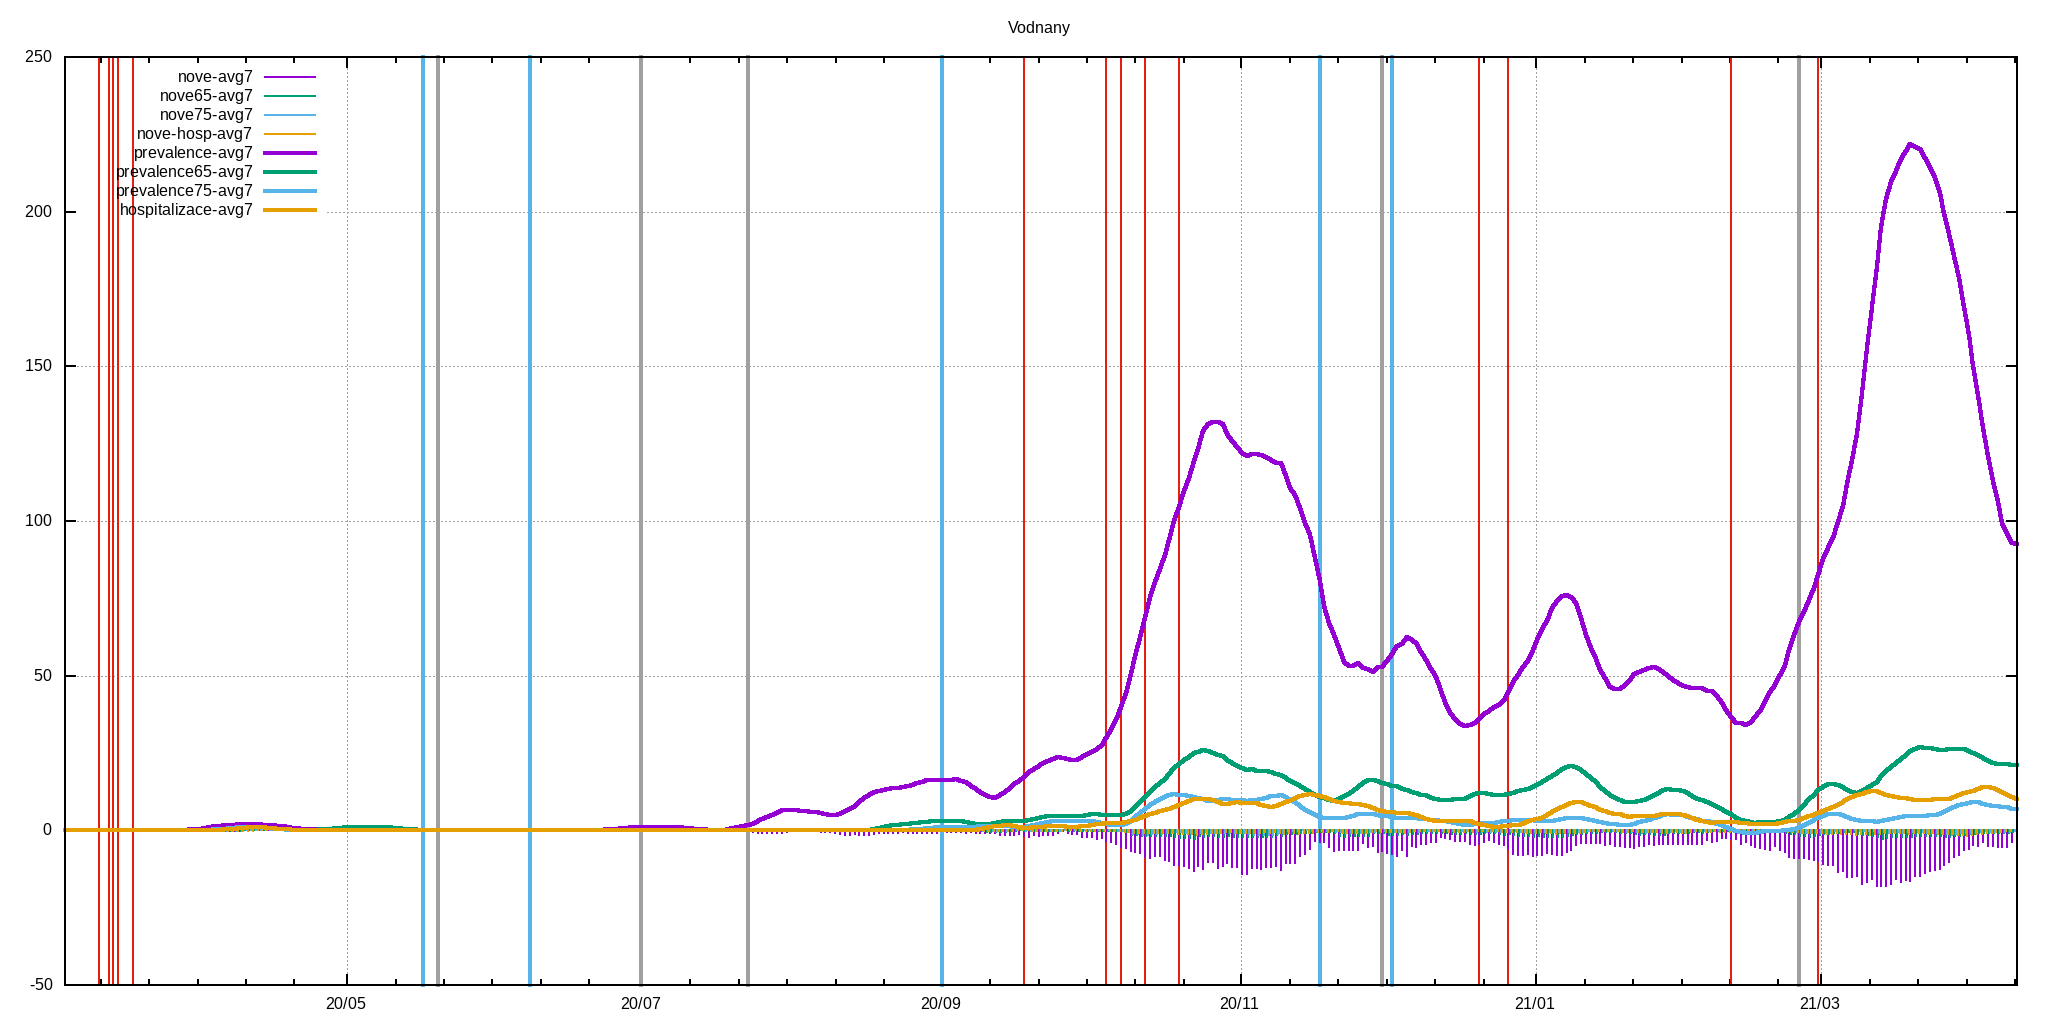 Vodnany
250
200
150
100
50
0
-50
nove-avg7
nove65-avg7
nove75-avg7
nove-hosp-avg7
prevalence-avg7
prevalence65-avg7
prevalence75-avg7
hospitalizace-avg7
20/05 20/07 20/09 20/11 21/01 21/03